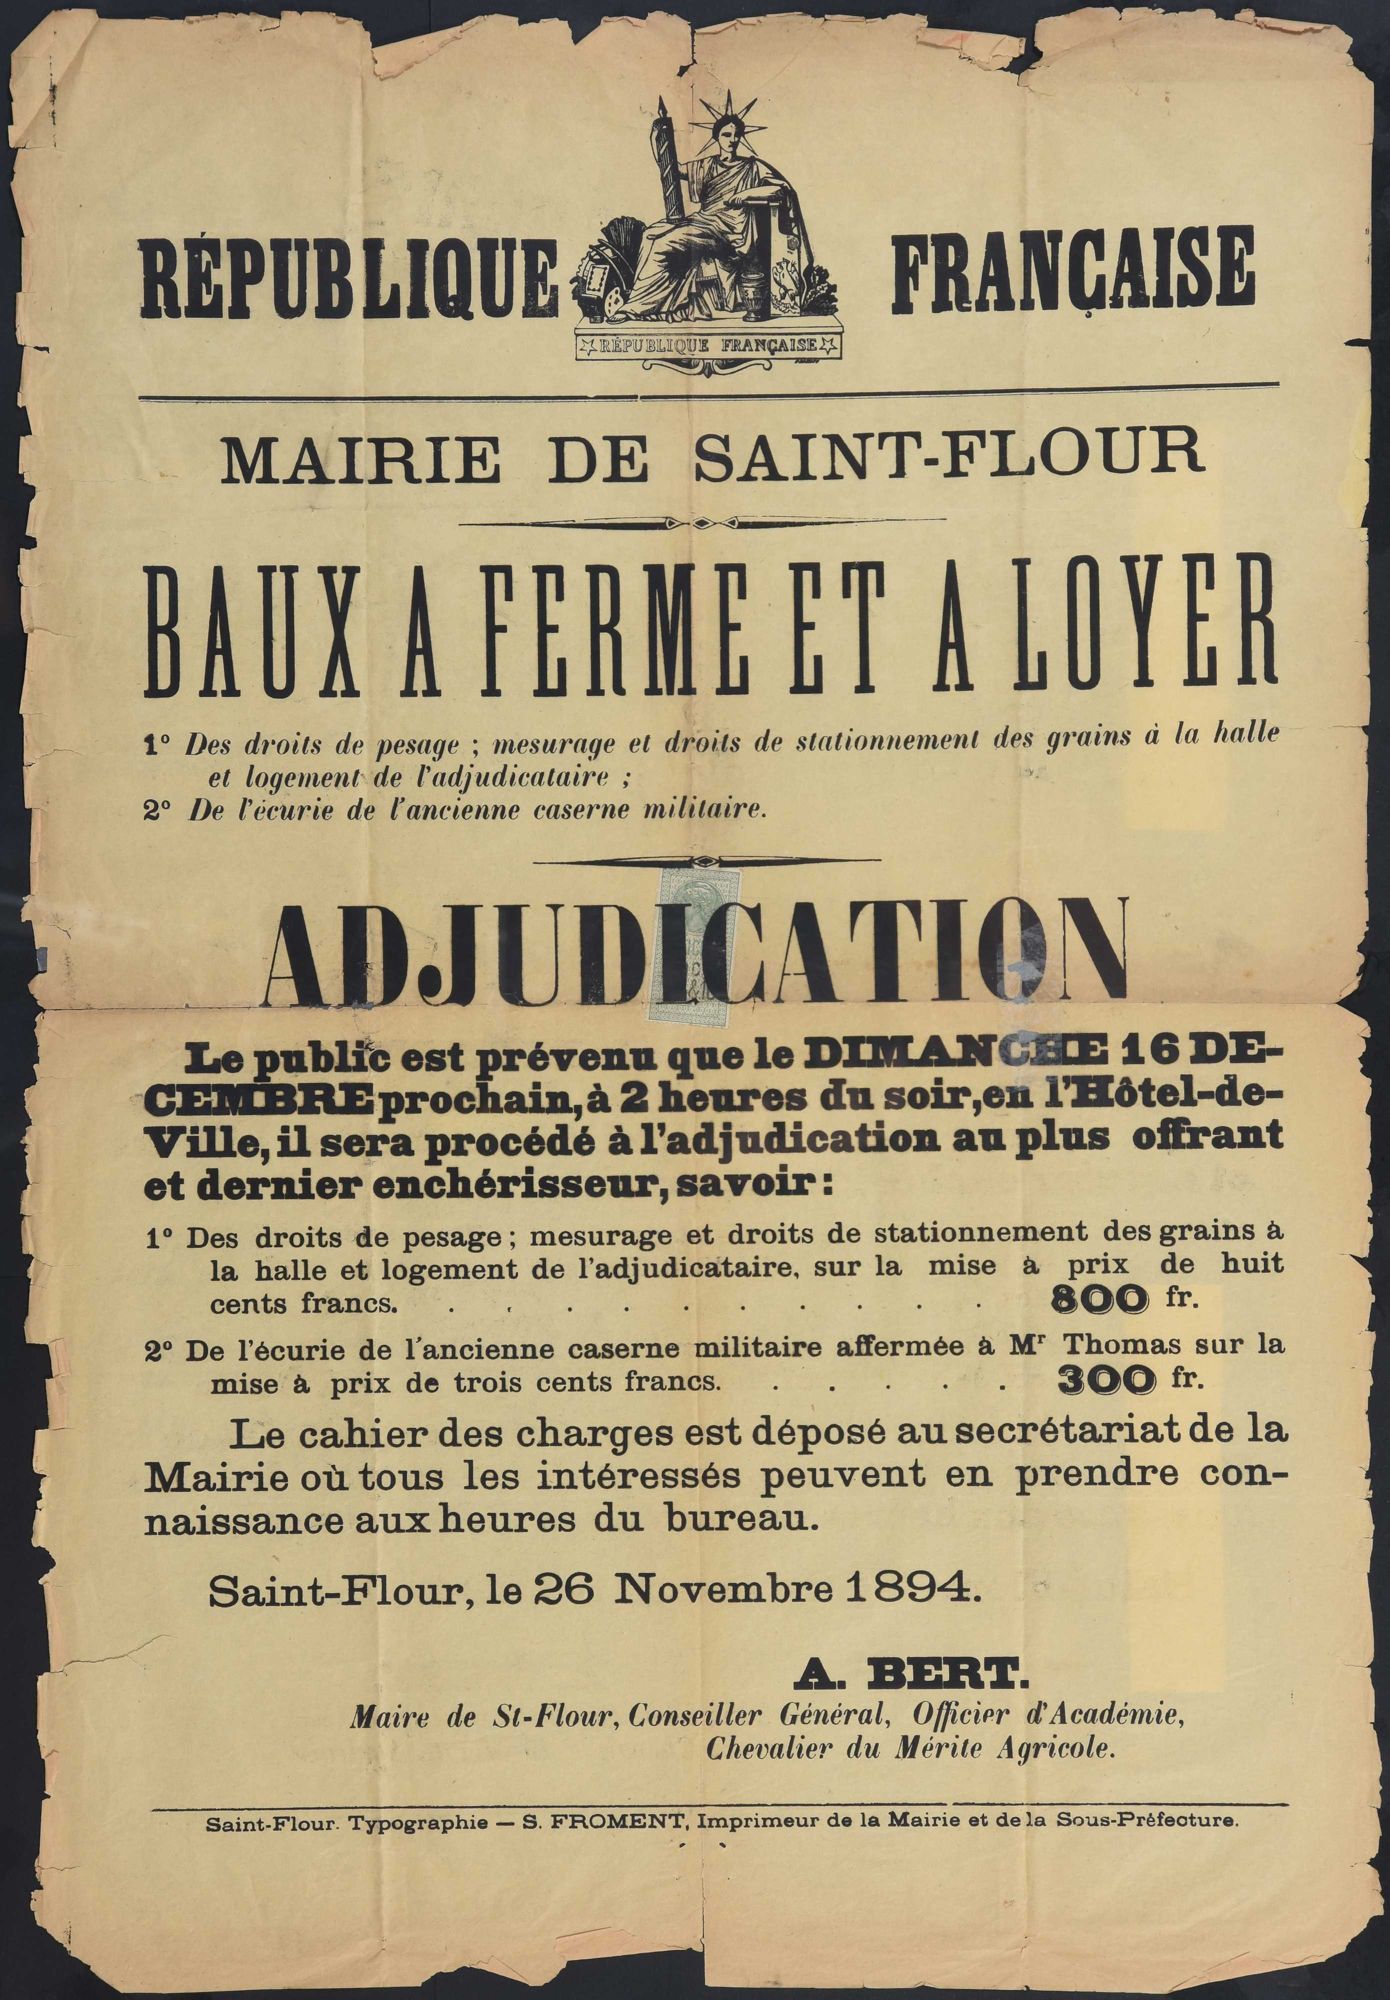 RÉPUBLIQUE FRANÇAISE
RÉPUBLIQUE FRANÇAISE
MAIRIE DE SAINT-FLOUR
BAUX A FERME ET A LOYER
1° Des droits de pesage ; mesurage et droits de stationnement des grains à la halle
et logement de l'adjudicataire ;
2° De l'écurie de l'ancienne caserne militaire.
ADJUDICATION
Le public est prévenu que le DIMANCHE 16 DE-
CEMBRE prochain, à 2 heures du soir, en l'Hôtel-de-
Ville, il sera procédé à l'adjudication au plus offrant
et dernier enchérisseur, savoir :
1° Des droits de pesage ; mesurage et droits de stationnement des grains à
la halle et logement de l'adjudicataire, sur la mise à prix de huit
cents francs. . . . . . . . . . . 800 fr.
2° De l'écurie de l'ancienne caserne militaire affermée à Mr Thomas sur la
mise à prix de trois cents francs. . . . . . 300 fr.
Le cahier des charges est déposé au secrétariat de la
Mairie où tous les intéressés peuvent en prendre con-
naissance aux heures du bureau.
Saint-Flour, le 26 Novembre 1894.
A. BERT.
Maire de St-Flour, Conseiller Général, Officier d'Académie,
Chevalier du Mérite Agricole.
Saint-Flour. Typographie — S. FROMENT, Imprimeur de la Mairie et de la Sous-Préfecture.